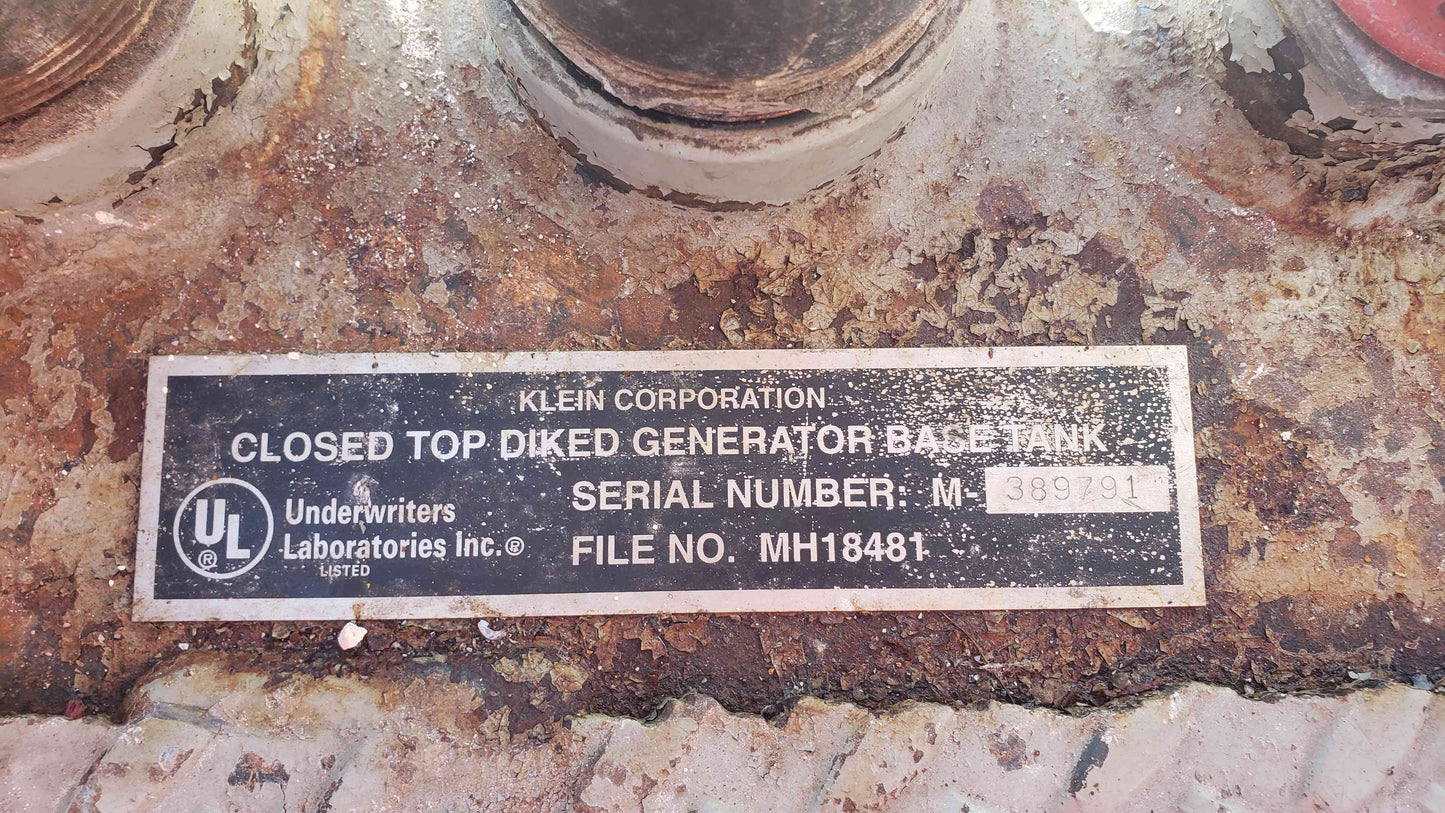 KLEIN CORPORATION
CLOSED TOP DIKED GENERATOR BASE TANK
SERIAL NUMBER: M-389791
FILE NO. MH18481
UL ®
Underwriters
Laboratories Inc.®
LISTED